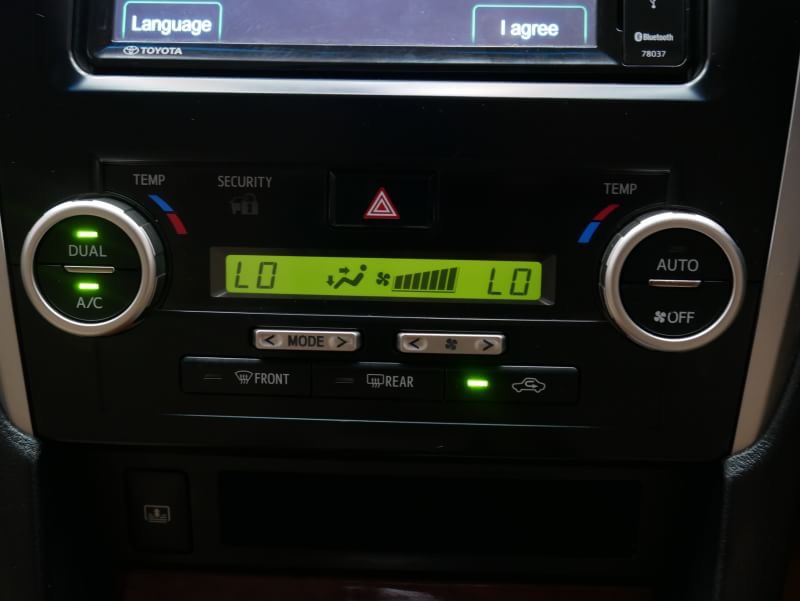 Language
I agree
TOYOTA
Bluetooth
78037
TEMP
SECURITY
TEMP
DUAL
A/C
LO
LO
AUTO
OFF
< MODE >
< >
FRONT
REAR